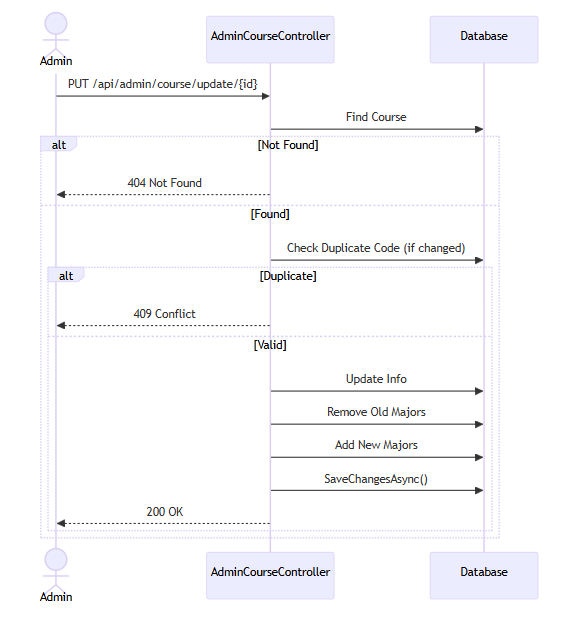 Admin
AdminCourseController
Database
PUT /api/admin/course/update/{id}
Find Course
alt
[Not Found]
404 Not Found
[Found]
Check Duplicate Code (if changed)
alt
[Duplicate]
409 Conflict
[Valid]
Update Info
Remove Old Majors
Add New Majors
SaveChangesAsync()
200 OK
Admin
AdminCourseController
Database